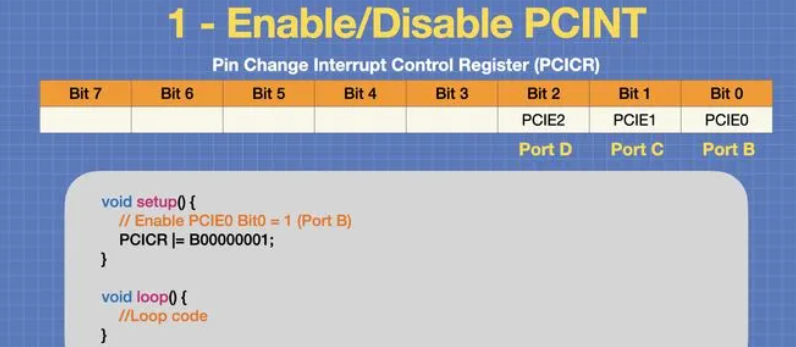 1 - Enable/Disable PCINT
Pin Change Interrupt Control Register (PCICR)
Bit 7 Bit 6 Bit 5 Bit 4 Bit 3 Bit 2 Bit 1 Bit 0
PCIE2 PCIE1 PCIE0
Port D Port C Port B
void setup() {
// Enable PCIE0 Bit0 = 1 (Port B)
PCICR |= B00000001;
}
void loop() {
//Loop code
}